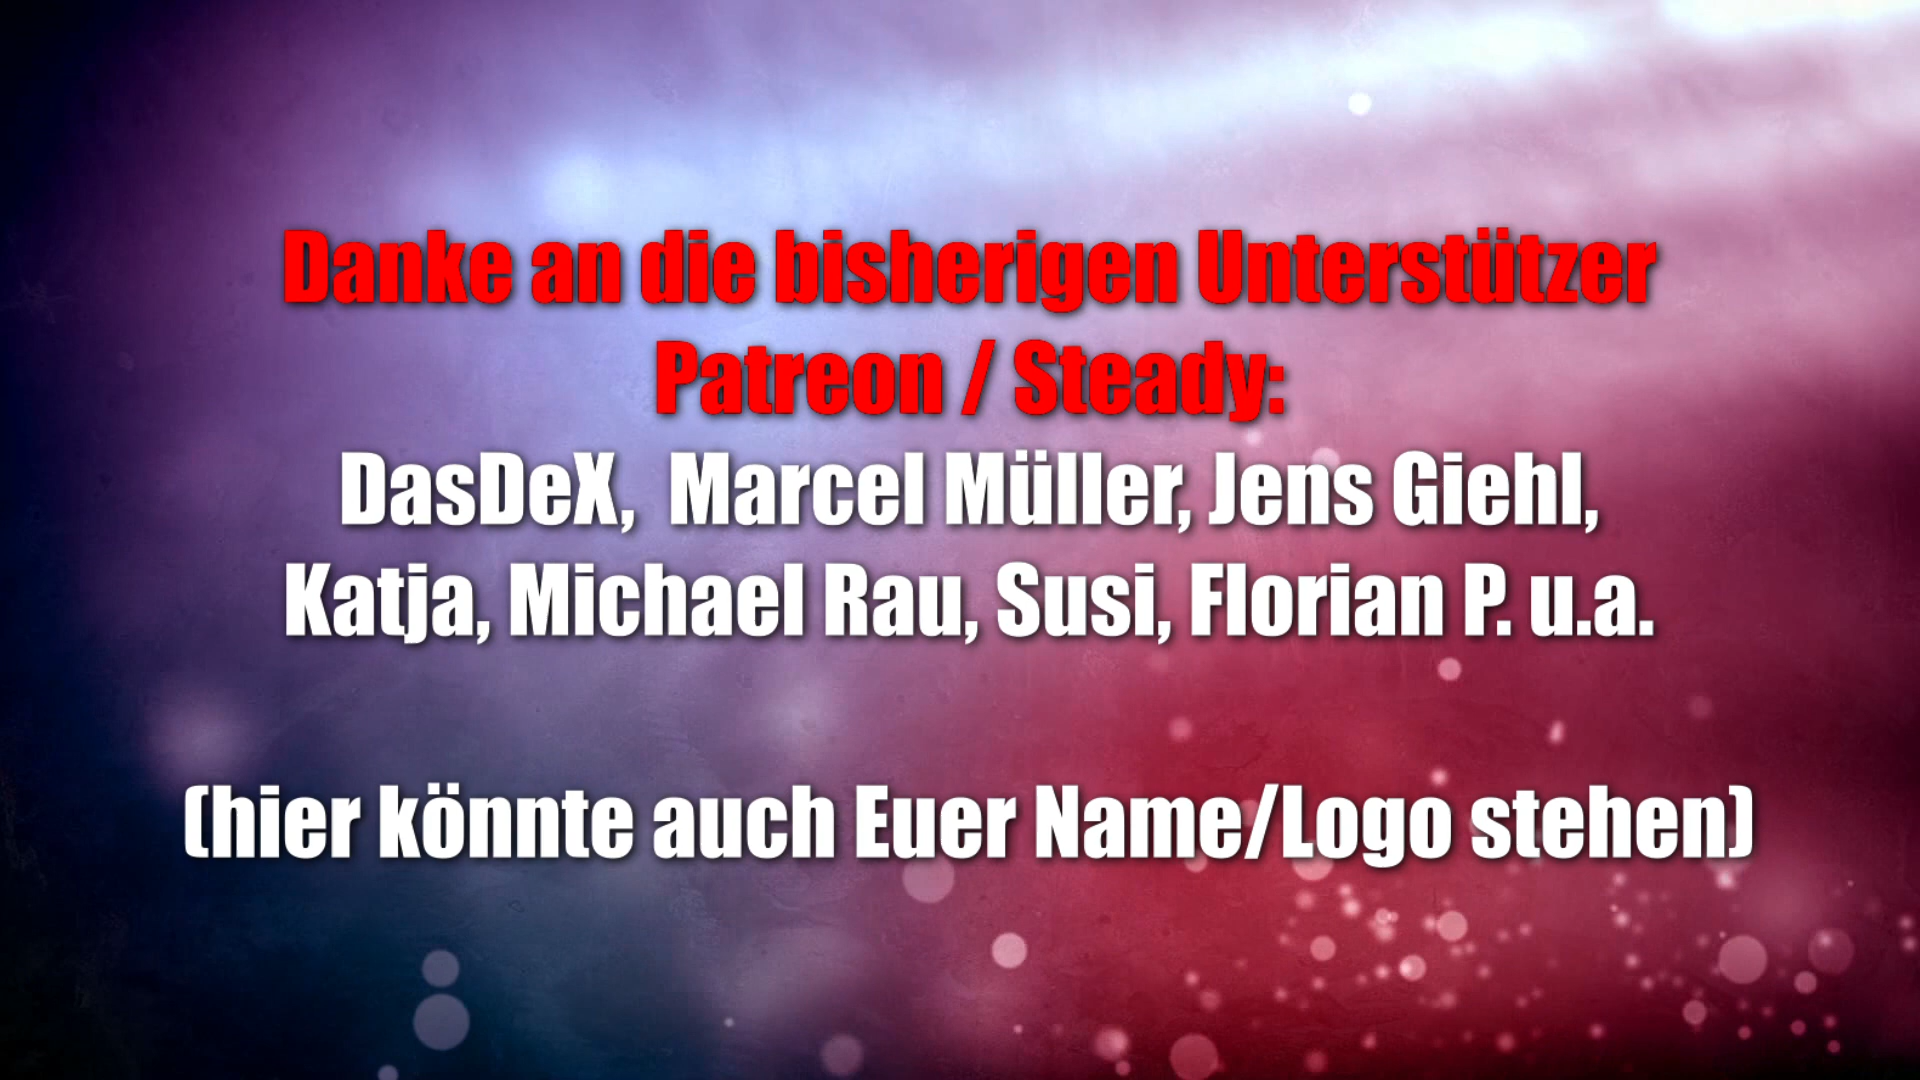 Danke an die bisherigen Unterstützer
Patreon / Steady:
DasDeX,  Marcel Müller, Jens Giehl,
Katja, Michael Rau, Susi, Florian P. u.a.
(hier könnte auch Euer Name/Logo stehen)